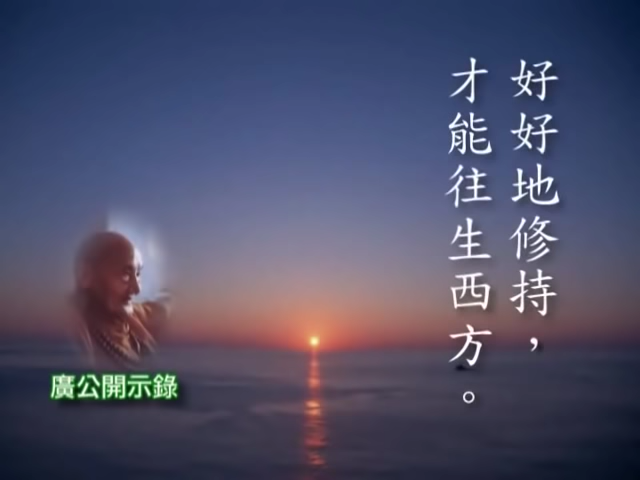 好好地修持，
才能往生西方。
廣公開示錄